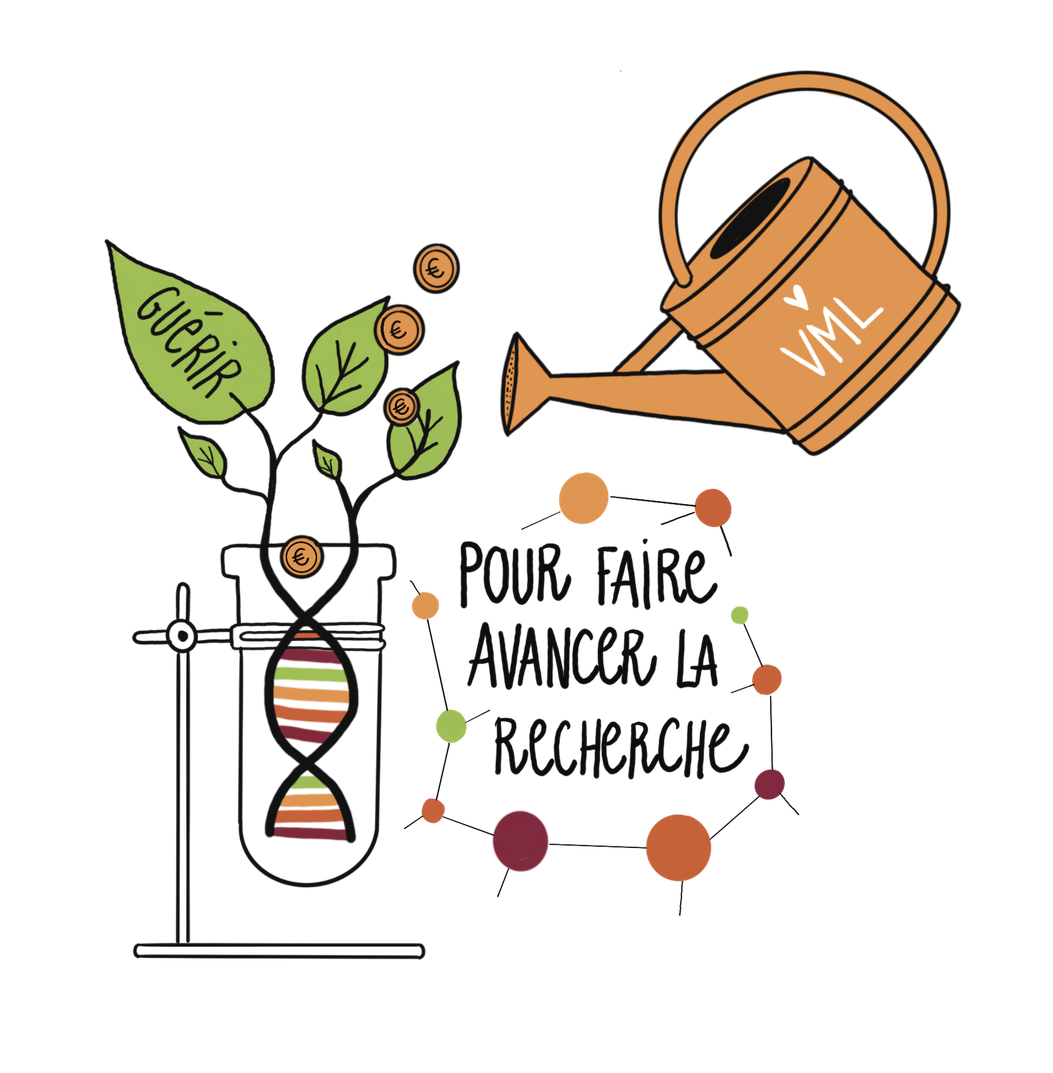 €
€
€
€
GUÉRIR
VML
POUR FAIRE
AVANCER LA
RECHERCHE